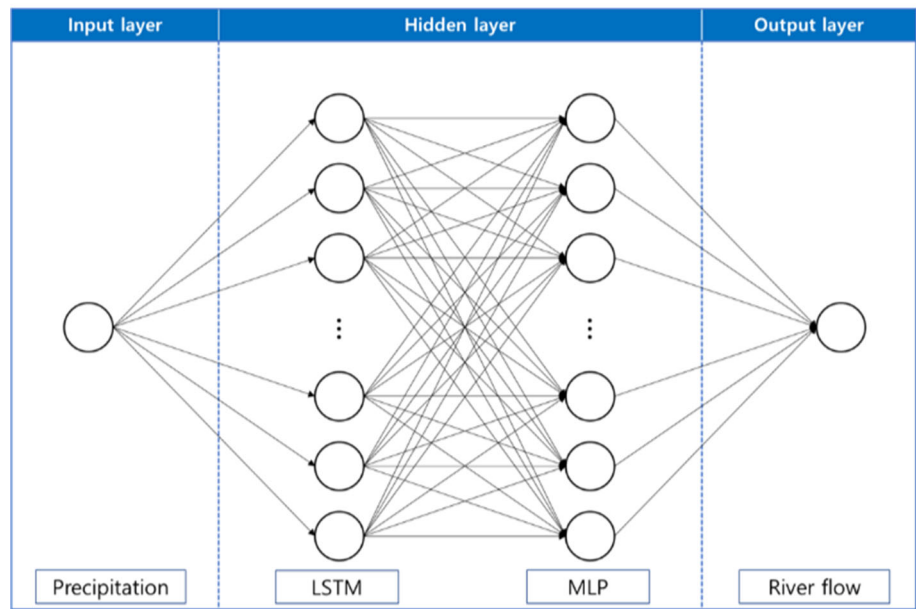 Input layer
Hidden layer
Output layer
⋮
⋮
Precipitation
LSTM
MLP
River flow